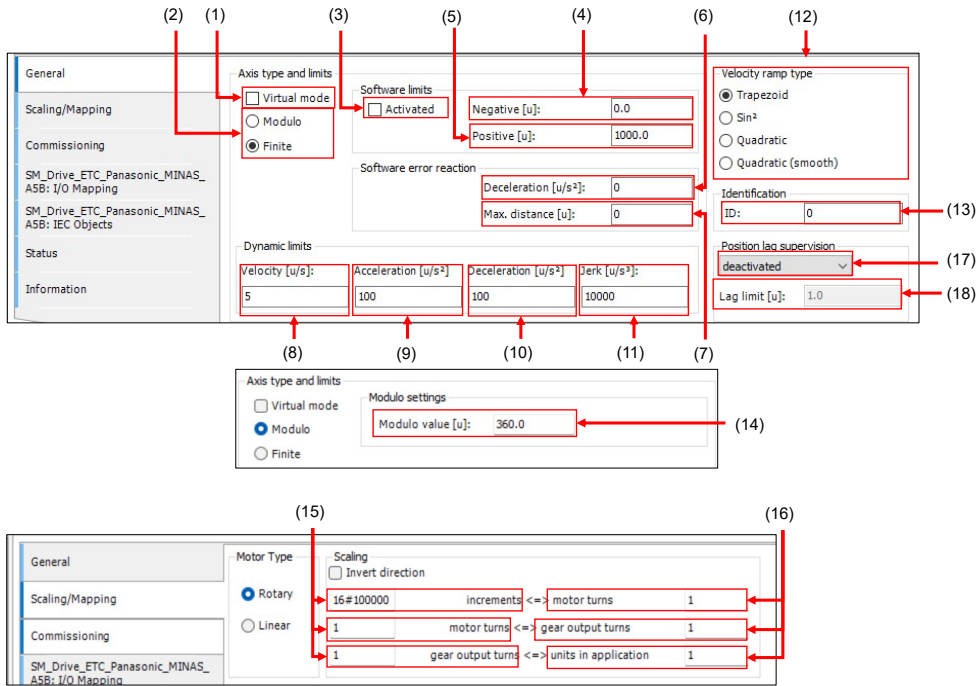 (2) (1) (3) (5) (4) (6) (12)
General
Scaling/Mapping
Commissioning
SM_Drive_ETC_Panasonic_MINAS_
A5B: I/O Mapping
SM_Drive_ETC_Panasonic_MINAS_
A5B: IEC Objects
Status
Information
Axis type and limits
Virtual mode
Modulo
Finite
Software limits
Activated
Negative [u]: 0.0
Positive [u]: 1000.0
Software error reaction
Deceleration [u/s²]: 0
Max. distance [u]: 0
Dynamic limits
Velocity [u/s]: Acceleration [u/s²] Deceleration [u/s²] Jerk [u/s³]:
5 100 100 10000
Velocity ramp type
Trapezoid
Sin²
Quadratic
Quadratic (smooth)
Identification
ID: 0
(13)
Position lag supervision
deactivated
(17)
Lag limit [u]: 1.0
(18)
(8) (9) (10) (11) (7)
Axis type and limits
Virtual mode
Modulo
Finite
Modulo settings
Modulo value [u]: 360.0
(14)
(15) (16)
General
Scaling/Mapping
Commissioning
SM_Drive_ETC_Panasonic_MINAS_
A5B: I/O Mapping
Motor Type
Rotary
Linear
Scaling
Invert direction
16#100000 increments <=> motor turns 1
1 motor turns <=> gear output turns 1
1 gear output turns <=> units in application 1